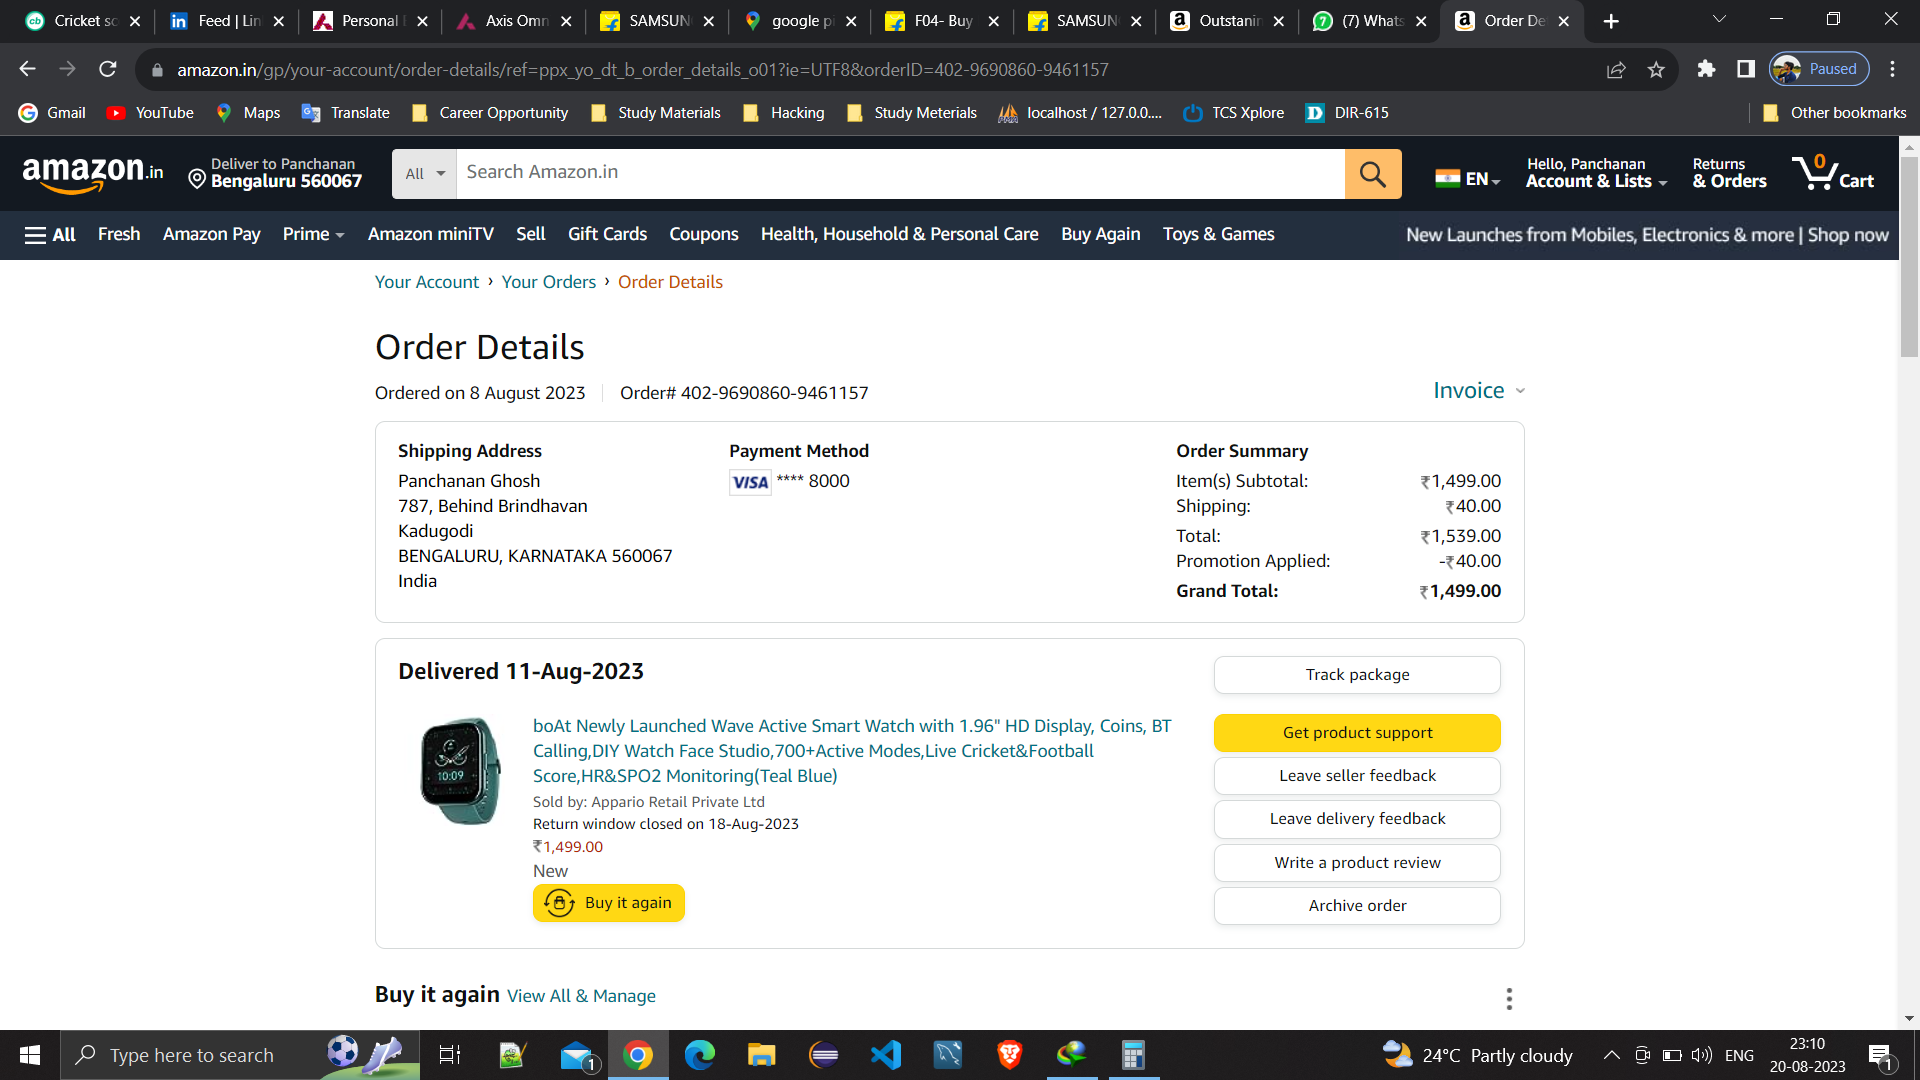 Cricket sc
Feed | Lin
Personal
Axis Omn
SAMSUN
google pi
F04- Buy
SAMSUN
Outstanin
(7) Whats
Order De
amazon.in/gp/your-account/order-details/ref=ppx_yo_dt_b_order_details_o01?ie=UTF8&orderID=402-9690860-9461157
Paused
Gmail
YouTube
Maps
Translate
Career Opportunity
Study Materials
Hacking
Study Meterials
localhost / 127.0.0....
TCS Xplore
DIR-615
Other bookmarks
amazon.in
Deliver to Panchanan
Bengaluru 560067
All
Search Amazon.in
EN
Hello, Panchanan
Account & Lists
Returns
& Orders
0
Cart
All
Fresh
Amazon Pay
Prime
Amazon miniTV
Sell
Gift Cards
Coupons
Health, Household & Personal Care
Buy Again
Toys & Games
New Launches from Mobiles, Electronics & more | Shop now
Your Account › Your Orders › Order Details
Order Details
Ordered on 8 August 2023
Order# 402-9690860-9461157
Invoice
Shipping Address
Panchanan Ghosh
787, Behind Brindhavan
Kadugodi
BENGALURU, KARNATAKA 560067
India
Payment Method
VISA **** 8000
Order Summary
Item(s) Subtotal: ₹1,499.00
Shipping: ₹40.00
Total: ₹1,539.00
Promotion Applied: -₹40.00
Grand Total: ₹1,499.00
Delivered 11-Aug-2023
10:09
boAt Newly Launched Wave Active Smart Watch with 1.96" HD Display, Coins, BT
Calling,DIY Watch Face Studio,700+Active Modes,Live Cricket&Football
Score,HR&SPO2 Monitoring(Teal Blue)
Sold by: Appario Retail Private Ltd
Return window closed on 18-Aug-2023
₹1,499.00
New
Buy it again
Track package
Get product support
Leave seller feedback
Leave delivery feedback
Write a product review
Archive order
Buy it again View All & Manage
Type here to search
1
24°C Partly cloudy
ENG
23:10
20-08-2023
1